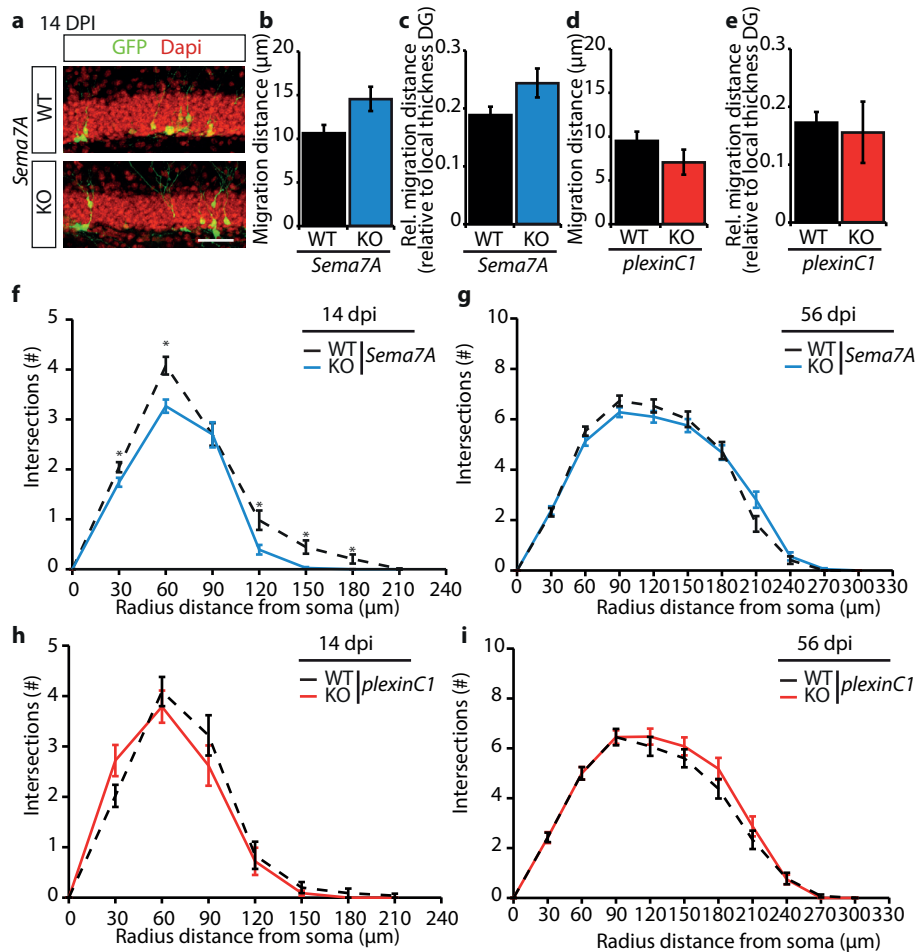 a
14 DPI
GFP Dapi
Sema7A
WT
KO
b
Migration distance (µm)
20
15
10
5
0
WT KO
Sema7A
c
Rel. migration distance
(relative to local thickness DG)
0.3
0.2
0.1
0
WT KO
Sema7A
d
Migration distance (µm)
20
15
10
5
0
WT KO
plexinC1
e
Rel. migration distance
(relative to local thickness DG)
0.3
0.2
0.1
0
WT KO
plexinC1
f
14 dpi
WT
KO
Sema7A
Intersections (#)
5
4
3
2
1
0
* * * * *
0 30 60 90 120 150 180 210 240
Radius distance from soma (µm)
g
56 dpi
WT
KO
Sema7A
Intersections (#)
10
8
6
4
2
0
0 30 60 90 120 150 180 210 240 270 300 330
Radius distance from soma (µm)
h
14 dpi
WT
KO
plexinC1
Intersections (#)
5
4
3
2
1
0
0 30 60 90 120 150 180 210 240
Radius distance from soma (µm)
i
56 dpi
WT
KO
plexinC1
Intersections (#)
10
8
6
4
2
0
0 30 60 90 120 150 180 210 240 270 300 330
Radius distance from soma (µm)